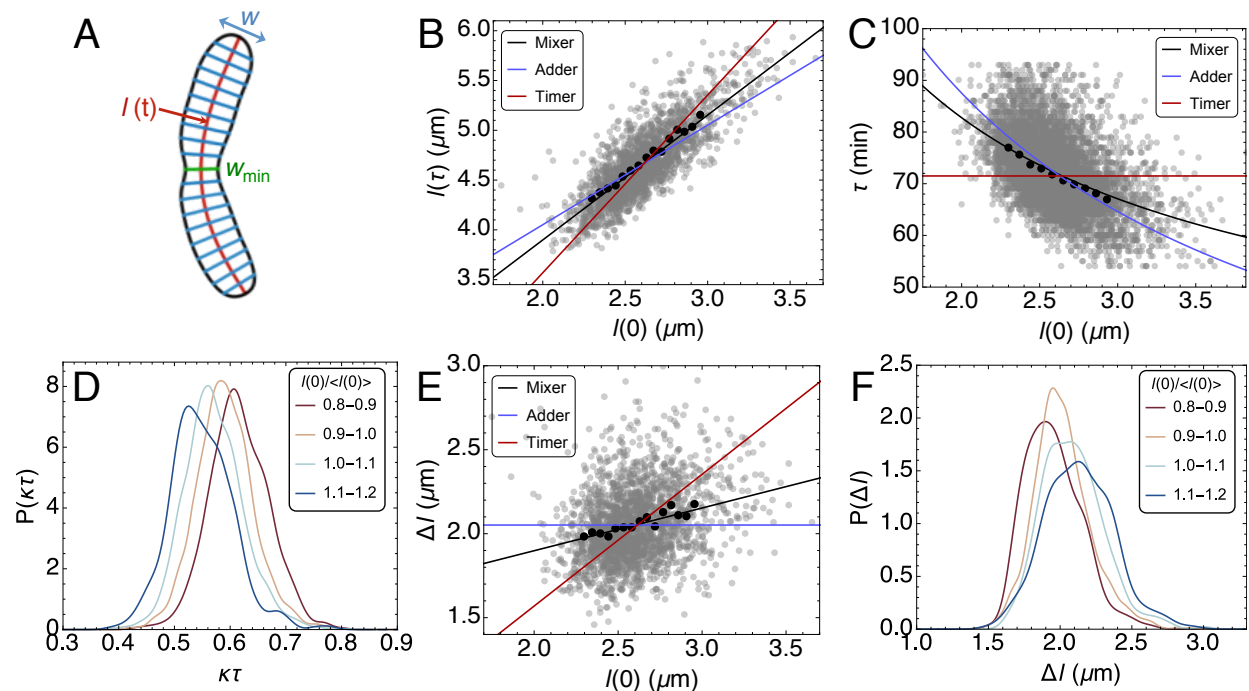 A
w
l (t)
w_min
B
Mixer
Adder
Timer
l(τ) (μm)
6.0
5.5
5.0
4.5
4.0
3.5
2.0
2.5
3.0
3.5
l(0) (μm)
C
Mixer
Adder
Timer
τ (min)
100
90
80
70
60
50
2.0
2.5
3.0
3.5
l(0) (μm)
D
l(0)/<l(0)>
0.8–0.9
0.9–1.0
1.0–1.1
1.1–1.2
P(κτ)
8
6
4
2
0
0.3
0.4
0.5
0.6
0.7
0.8
0.9
κτ
E
Mixer
Adder
Timer
Δl (μm)
3.0
2.5
2.0
1.5
2.0
2.5
3.0
3.5
l(0) (μm)
F
l(0)/<l(0)>
0.8–0.9
0.9–1.0
1.0–1.1
1.1–1.2
P(Δl)
2.5
2.0
1.5
1.0
0.5
0.0
1.0
1.5
2.0
2.5
3.0
Δl (μm)